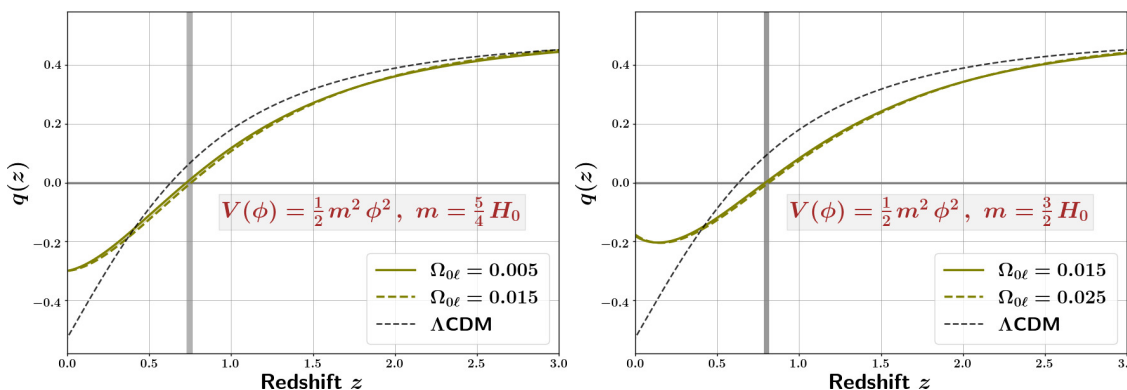 q(z)
0.4
0.2
0.0
−0.2
−0.4
V(ϕ) = 1/2 m² ϕ², m = 5/4 H₀
Ω₀ℓ = 0.005
Ω₀ℓ = 0.015
ΛCDM
0.0 0.5 1.0 1.5 2.0 2.5 3.0
Redshift z
q(z)
0.4
0.2
0.0
−0.2
−0.4
V(ϕ) = 1/2 m² ϕ², m = 3/2 H₀
Ω₀ℓ = 0.015
Ω₀ℓ = 0.025
ΛCDM
0.0 0.5 1.0 1.5 2.0 2.5 3.
Redshift z